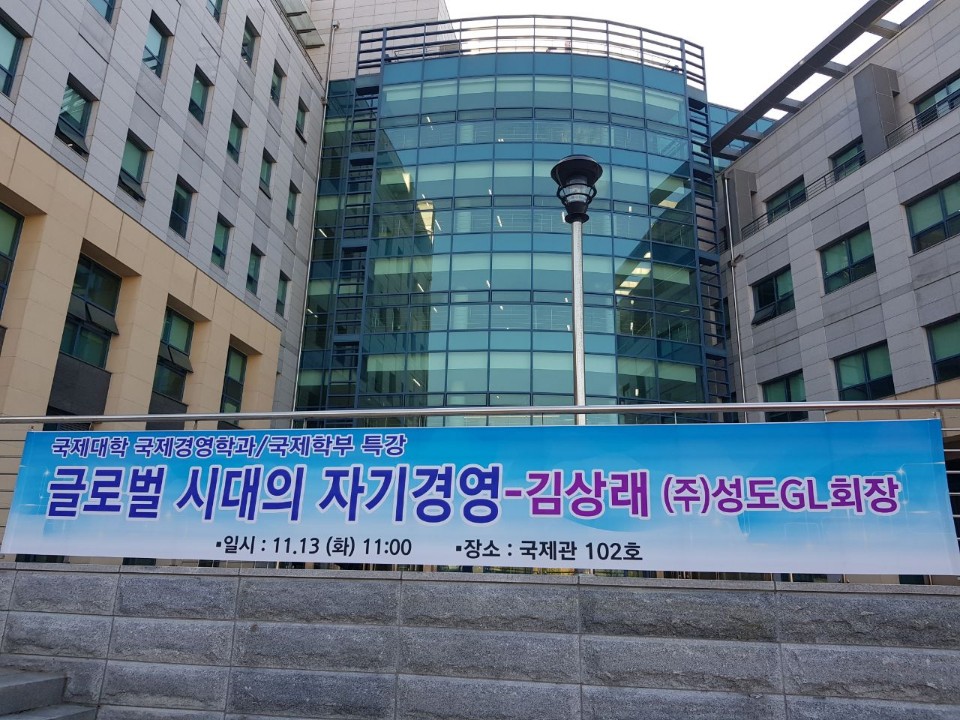 국제대학 국제경영학과/국제학부 특강
글로벌 시대의 자기경영-김상래 (주)성도GL회장
▪일시 : 11.13 (화) 11:00 ▪장소 : 국제관 102호